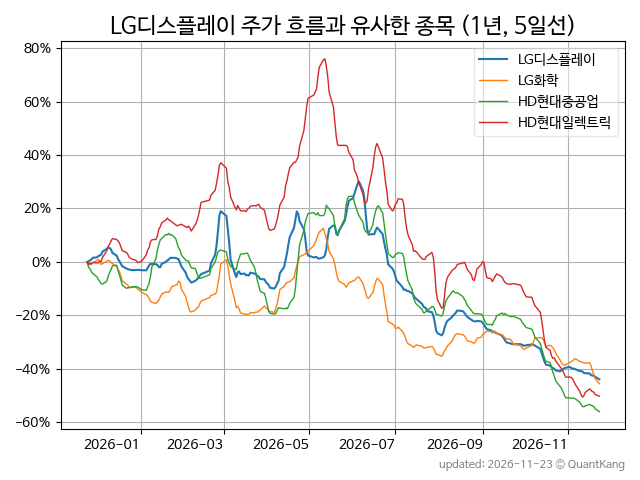 LG디스플레이 주가 흐름과 유사한 종목 (1년, 5일선)
80%
60%
40%
20%
0%
−20%
−40%
−60%
LG디스플레이
LG화학
HD현대중공업
HD현대일렉트릭
2026-01
2026-03
2026-05
2026-07
2026-09
2026-11
updated: 2026-11-23 © QuantKang